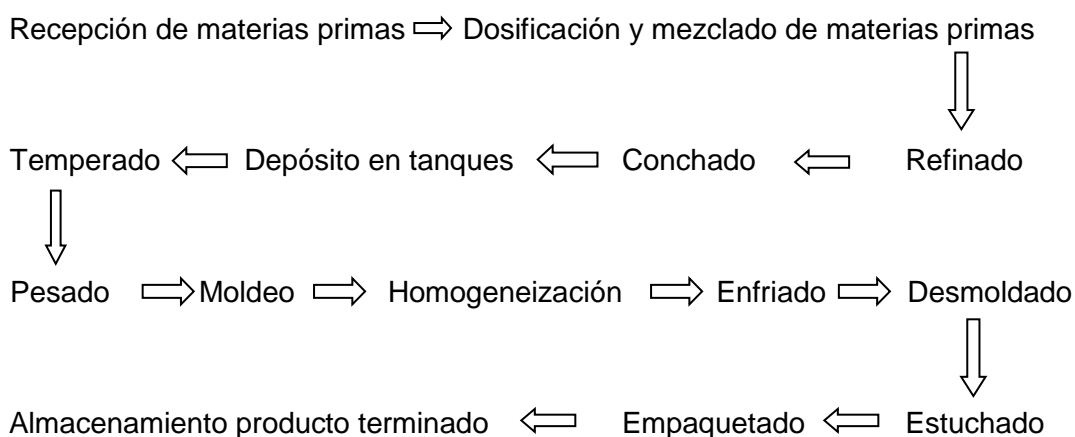 Recepción de materias primas Dosificación y mezclado de materias primas
Temperado Depósito en tanques Conchado Refinado
Pesado Moldeo Homogeneización Enfriado Desmoldado
Almacenamiento producto terminado Empaquetado Estuchado